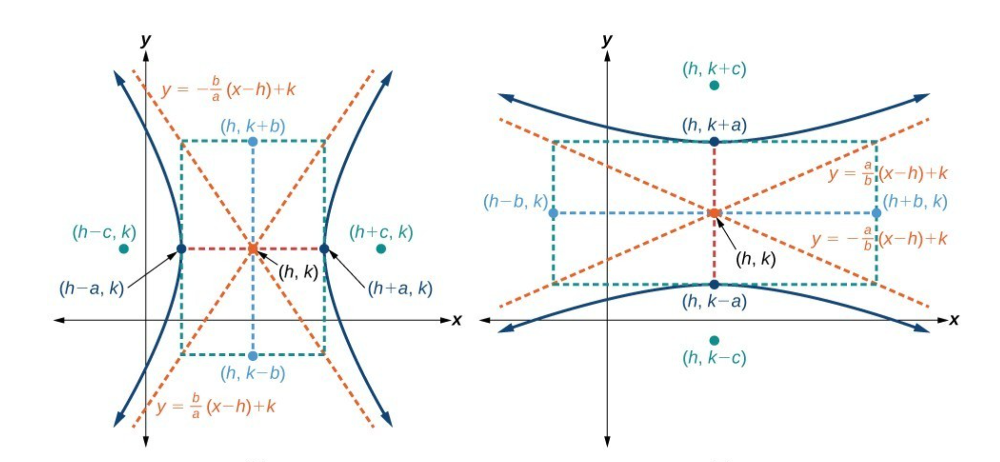 y
y = −b/a (x−h)+k
(h, k+b)
(h−c, k)
(h+c, k)
(h, k)
(h−a, k)
(h+a, k)
x
(h, k−b)
y = b/a (x−h)+k
y
(h, k+c)
(h, k+a)
y = a/b (x−h)+k
(h−b, k)
(h+b, k)
y = −a/b (x−h)+k
(h, k)
(h, k−a)
x
(h, k−c)